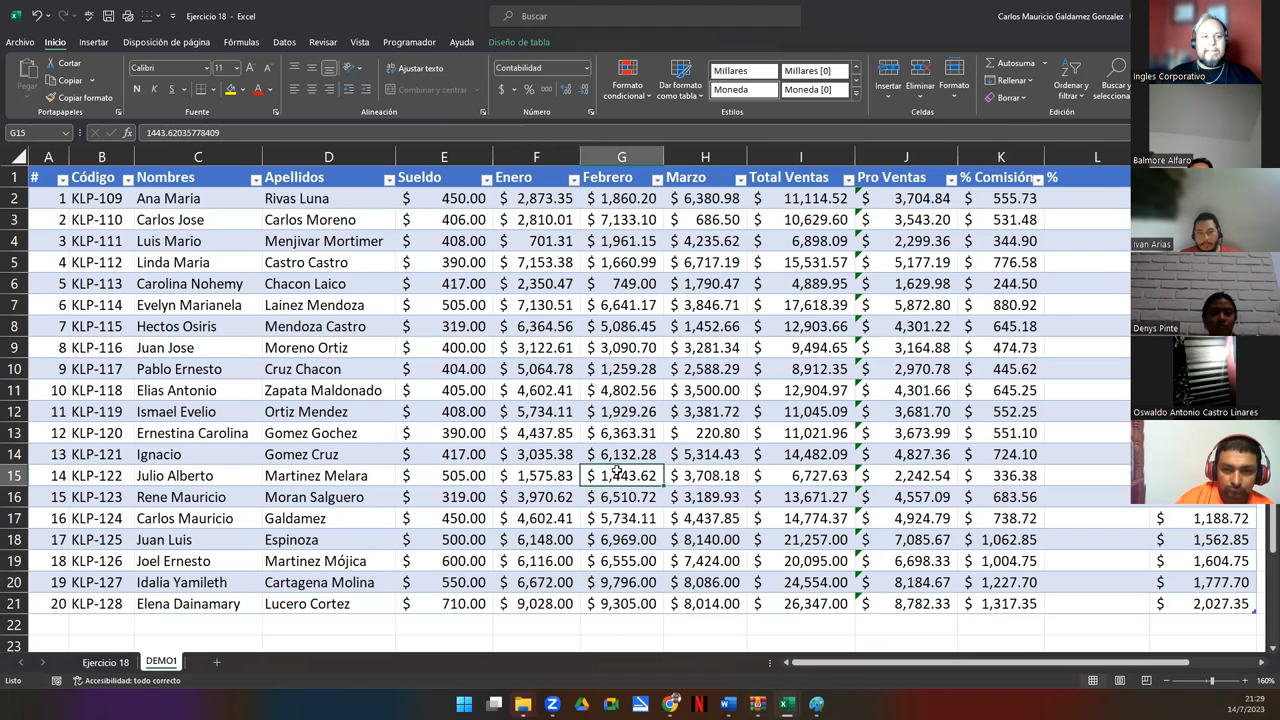 Ejercicio 18 - Excel
Buscar
Carlos Mauricio Galdamez Gonzalez
Archivo Inicio Insertar Disposición de página Fórmulas Datos Revisar Vista Programador Ayuda Diseño de tabla
Pegar
Cortar
Copiar
Copiar formato
Portapapeles
Calibri 11
N K S
Fuente
Ajustar texto
Combinar y centrar
Alineación
Contabilidad
$ % 000
Número
Formato condicional
Dar formato como tabla
Millares Millares [0]
Moneda Moneda [0]
Estilos
Insertar Eliminar Formato
Celdas
Autosuma
Rellenar
Borrar
Ordenar y filtrar
Buscar y selecciona
Edición
G15 fx 1443.62035778409
A B C D E F G H I J K L
1 # Código Nombres Apellidos Sueldo Enero Febrero Marzo Total Ventas Pro Ventas % Comisión %
2 1 KLP-109 Ana Maria Rivas Luna $ 450.00 $ 2,873.35 $ 1,860.20 $ 6,380.98 $ 11,114.52 $ 3,704.84 $ 555.73
3 2 KLP-110 Carlos Jose Carlos Moreno $ 406.00 $ 2,810.01 $ 7,133.10 $ 686.50 $ 10,629.60 $ 3,543.20 $ 531.48
4 3 KLP-111 Luis Mario Menjivar Mortimer $ 408.00 $ 701.31 $ 1,961.15 $ 4,235.62 $ 6,898.09 $ 2,299.36 $ 344.90
5 4 KLP-112 Linda Maria Castro Castro $ 600.00 $ 7,153.38 $ 1,660.99 $ 6,717.19 $ 15,531.57 $ 5,177.19 $ 776.58
6 5 KLP-113 Carolina Nohemy Chacon Laico $ 417.00 $ 2,350.47 $ 749.00 $ 1,790.47 $ 4,889.95 $ 1,629.98 $ 244.50
7 6 KLP-114 Eveyn Marianela Lainez Mendoza $ 505.00 $ 7,130.51 $ 6,641.17 $ 3,846.71 $ 17,618.39 $ 5,872.80 $ 880.92
8 7 KLP-115 Hectos Osiris Mendoza Castro $ 319.00 $ 6,364.56 $ 5,086.45 $ 1,452.66 $ 12,903.66 $ 4,301.22 $ 645.18
9 8 KLP-116 Juan Jose Moreno Ortiz $ 400.00 $ 3,122.61 $ 3,090.70 $ 3,281.34 $ 9,494.65 $ 3,164.88 $ 474.73
10 9 KLP-117 Pablo Ernesto Cruz Chacon $ 404.00 $ 5,064.78 $ 1,259.28 $ 2,588.29 $ 8,912.35 $ 2,970.78 $ 445.62
11 10 KLP-118 Elias Antonio Zapata Maldonado $ 405.00 $ 4,602.41 $ 4,802.56 $ 3,500.00 $ 12,904.97 $ 4,301.66 $ 645.25
12 11 KLP-119 Ismael Evelio Ortiz Mendez $ 408.00 $ 5,734.11 $ 1,929.26 $ 3,381.72 $ 11,045.09 $ 3,681.70 $ 552.25
13 12 KLP-120 Ernestina Carolina Gomez Gochez $ 390.00 $ 4,437.85 $ 6,363.31 $ 220.80 $ 11,021.96 $ 3,673.99 $ 551.10
14 13 KLP-121 Ignacio Gomez Cruz $ 417.00 $ 3,035.38 $ 6,132.28 $ 5,314.43 $ 14,482.09 $ 4,827.36 $ 724.10
15 14 KLP-122 Julio Alberto Martinez Melara $ 505.00 $ 1,575.83 $ 1,443.62 $ 3,708.18 $ 6,727.63 $ 2,242.54 $ 336.38
16 15 KLP-123 Rene Mauricio Moran Salguero $ 319.00 $ 3,970.62 $ 6,510.72 $ 3,189.93 $ 13,671.27 $ 4,557.09 $ 683.56
17 16 KLP-124 Carlos Mauricio Galdamez $ 450.00 $ 4,602.41 $ 5,734.11 $ 4,437.85 $ 14,774.37 $ 4,924.79 $ 738.72 $ 1,188.72
18 17 KLP-125 Juan Luis Espinoza $ 500.00 $ 6,148.00 $ 6,969.00 $ 8,140.00 $ 21,257.00 $ 7,085.67 $ 1,062.85 $ 1,562.85
19 18 KLP-126 Joel Ernesto Martinez Mójica $ 600.00 $ 6,116.00 $ 6,555.00 $ 7,424.00 $ 20,095.00 $ 6,698.33 $ 1,004.75 $ 1,604.75
20 19 KLP-127 Idalia Yamileth Cartagena Molina $ 550.00 $ 6,672.00 $ 9,796.00 $ 8,086.00 $ 24,554.00 $ 8,184.67 $ 1,227.70 $ 1,777.70
21 20 KLP-128 Elena Dainamary Lucero Cortez $ 710.00 $ 9,028.00 $ 9,305.00 $ 8,014.00 $ 26,347.00 $ 8,782.33 $ 1,317.35 $ 2,027.35
22
23
Ejercicio 18 DEMO1
Listo Accesibilidad: todo correcto
160%
21:29
14/7/2023
Ingles Corporativo
Balmore Alfaro
Ivan Arias
Denys Pinte
Oswaldo Antonio Castro Linares